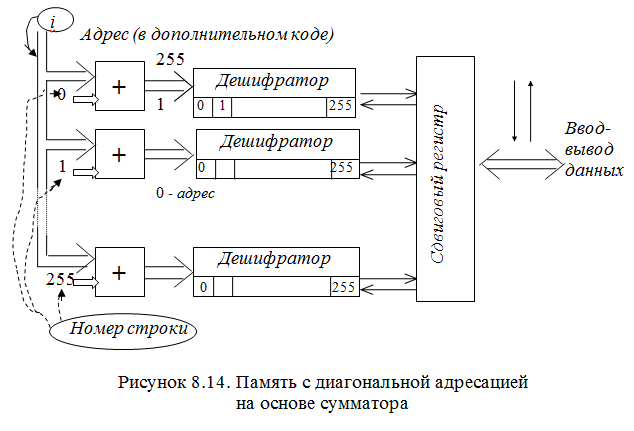 i
Адрес (в дополнительном коде)
255
0
+
1
Дешифратор
0 1 255
1
+
0 - адрес
Дешифратор
0 255
255
+
Дешифратор
0 255
Сдвиговый регистр
Ввод-
вывод
данных
Номер строки
Рисунок 8.14. Память с диагональной адресацией
на основе сумматора